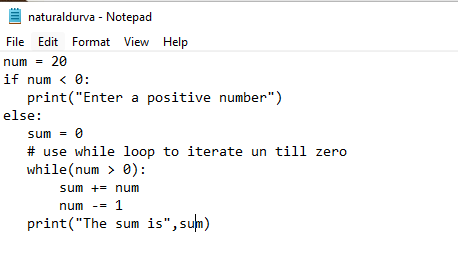 naturaldurva - Notepad
File Edit Format View Help
num = 20
if num < 0:
   print("Enter a positive number")
else:
   sum = 0
   # use while loop to iterate un till zero
   while(num > 0):
       sum += num
       num -= 1
   print("The sum is",sum)